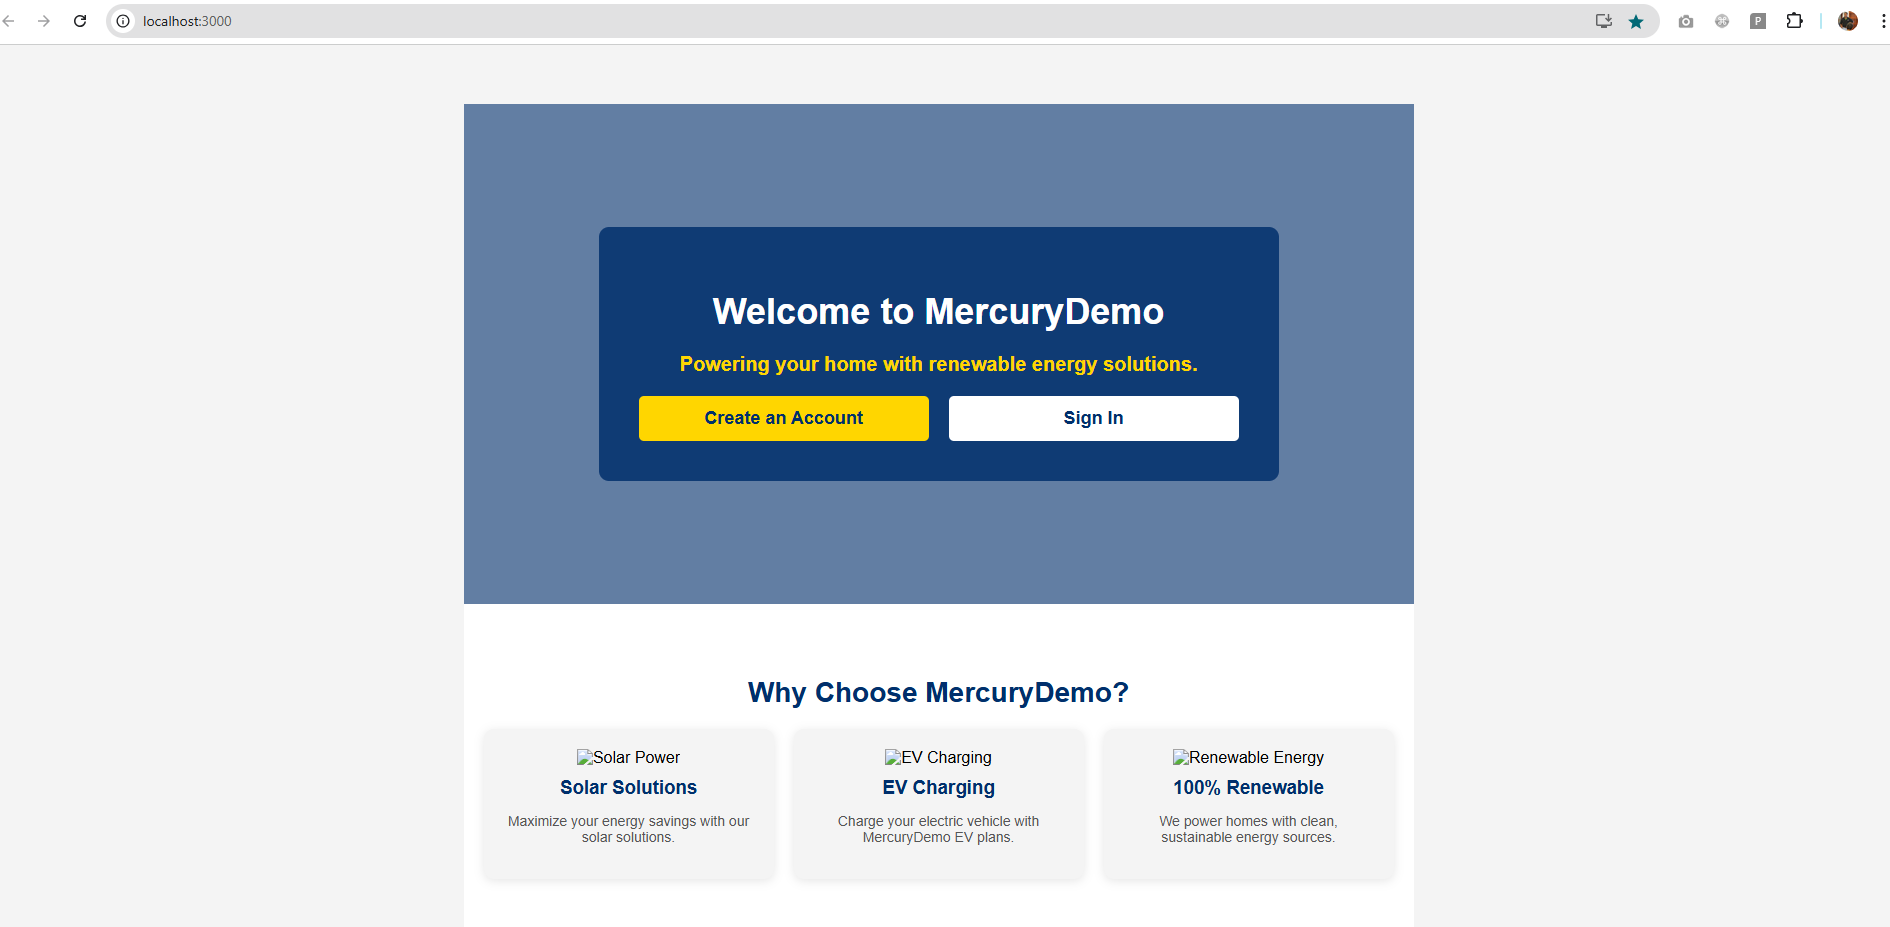 localhost:3000
P
Welcome to MercuryDemo
Powering your home with renewable energy solutions.
Create an Account
Sign In
Why Choose MercuryDemo?
Solar Power
Solar Solutions
Maximize your energy savings with our
solar solutions.
EV Charging
EV Charging
Charge your electric vehicle with
MercuryDemo EV plans.
Renewable Energy
100% Renewable
We power homes with clean,
sustainable energy sources.